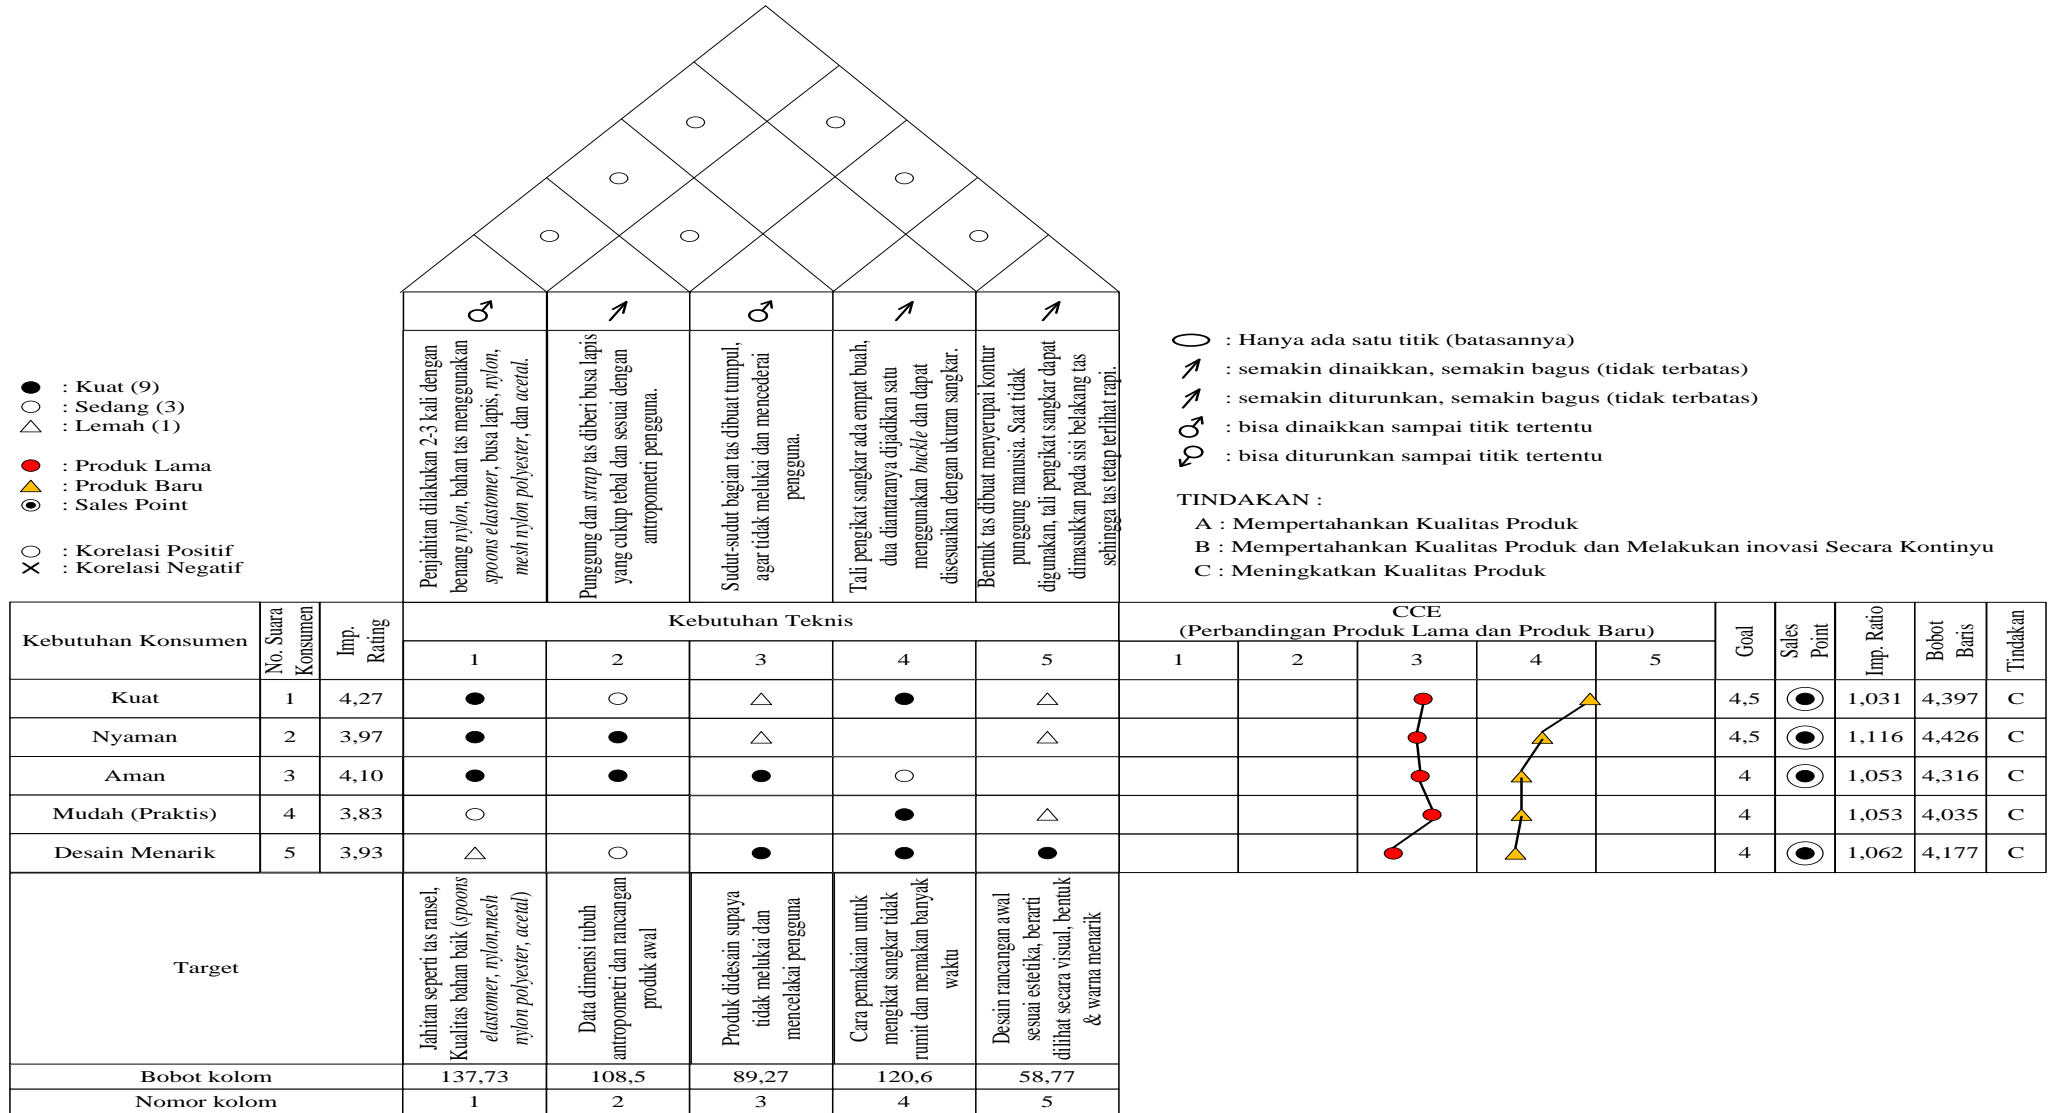 Penjahitan dilakukan 2-3 kali dengan
benang nylon, bahan tas menggunakan
spoons elastomer, busa lapis, nylon,
mesh nylon polyester, dan acetal.
Punggung dan strap tas diberi busa lapis
yang cukup tebal dan sesuai dengan
antropometri pengguna.
Sudut-sudut bagian tas dibuat tumpul,
agar tidak melukai dan mencederai
pengguna.
Tali pengikat sangkar ada empat buah,
dua diantaranya dijadikan satu
menggunakan buckle dan dapat
disesuaikan dengan ukuran sangkar.
Bentuk tas dibuat menyerupai kontur
punggung manusia. Saat tidak
digunakan, tali pengikat sangkar dapat
dimasukkan pada sisi belakang tas
sehingga tas tetap terlihat rapi.
: Kuat (9)
: Sedang (3)
: Lemah (1)
: Produk Lama
: Produk Baru
: Sales Point
: Korelasi Positif
X : Korelasi Negatif
: Hanya ada satu titik (batasannya)
: semakin dinaikkan, semakin bagus (tidak terbatas)
: semakin diturunkan, semakin bagus (tidak terbatas)
: bisa dinaikkan sampai titik tertentu
: bisa diturunkan sampai titik tertentu
TINDAKAN :
A : Mempertahankan Kualitas Produk
B : Mempertahankan Kualitas Produk dan Melakukan inovasi Secara Kontinyu
C : Meningkatkan Kualitas Produk
Kebutuhan Konsumen
No. Suara
Konsumen
Imp.
Rating
Kebutuhan Teknis
1 2 3 4 5
CCE
(Perbandingan Produk Lama dan Produk Baru)
1 2 3 4 5
Goal
Sales
Point
Imp. Ratio
Bobot
Baris
Tindakan
Kuat 1 4,27 4,5 1,031 4,397 C
Nyaman 2 3,97 4,5 1,116 4,426 C
Aman 3 4,10 4 1,053 4,316 C
Mudah (Praktis) 4 3,83 4 1,053 4,035 C
Desain Menarik 5 3,93 4 1,062 4,177 C
Target
Jahitan seperti tas ransel,
Kualitas bahan baik (spoons
elastomer, nylon,mesh
nylon polyester, acetal)
Data dimensi tubuh
antropometri dan rancangan
produk awal
Produk didesain supaya
tidak melukai dan
mencelakai pengguna
Cara pemakaian untuk
mengikat sangkar tidak
rumit dan memakan banyak
waktu
Desain rancangan awal
sesuai estetika, berarti
dilihat secara visual, bentuk
& warna menarik
Bobot kolom 137,73 108,5 89,27 120,6 58,77
Nomor kolom 1 2 3 4 5